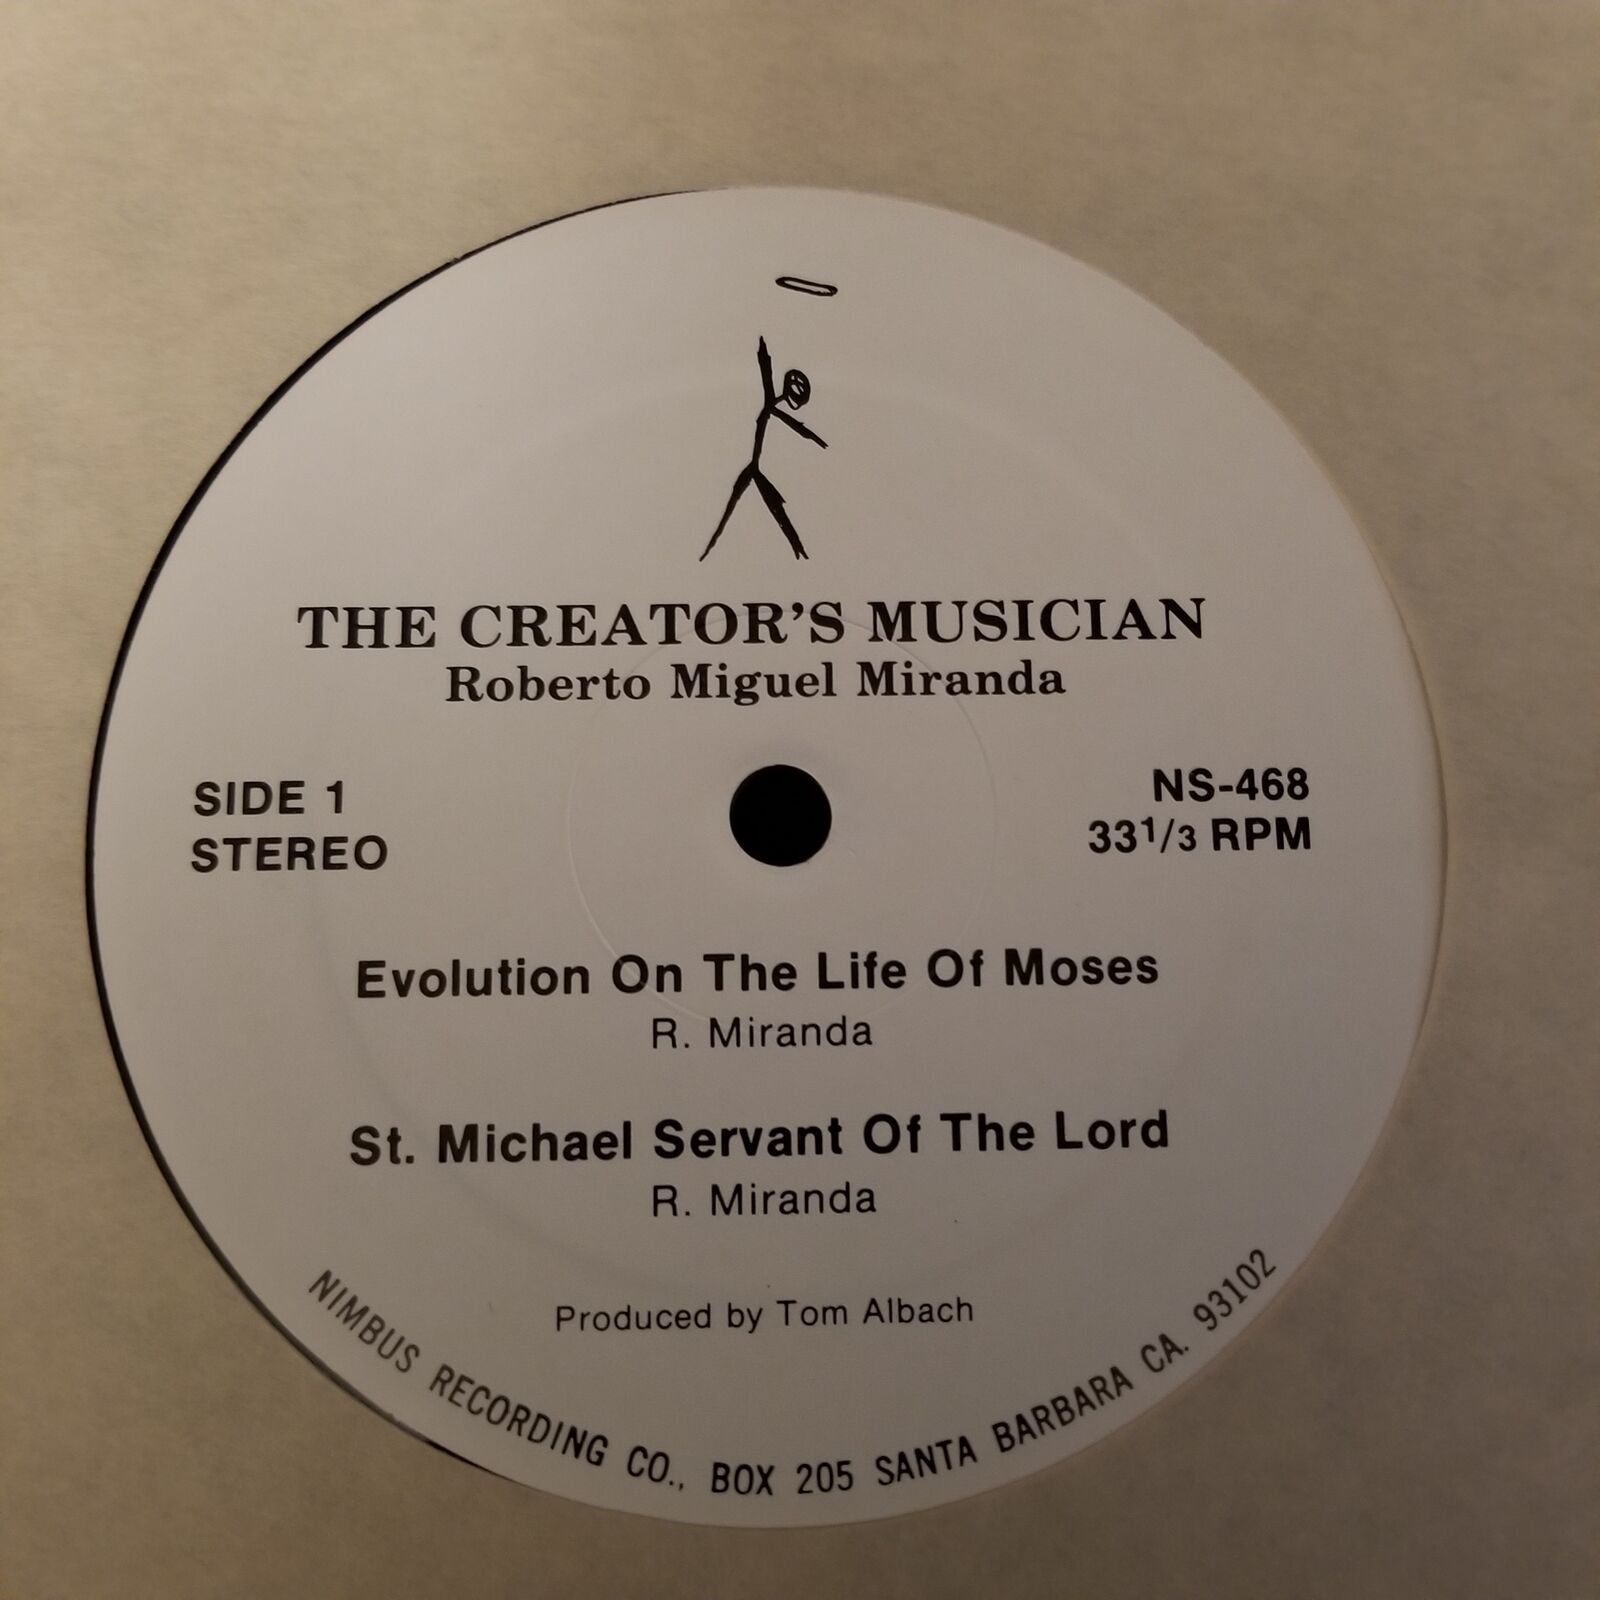 THE CREATOR'S MUSICIAN
Roberto Miguel Miranda
SIDE 1
STEREO
NS-468
33 1/3 RPM
Evolution On The Life Of Moses
R. Miranda
St. Michael Servant Of The Lord
R. Miranda
Produced by Tom Albach
NIMBUS RECORDING CO., BOX 205 SANTA BARBARA CA. 93102